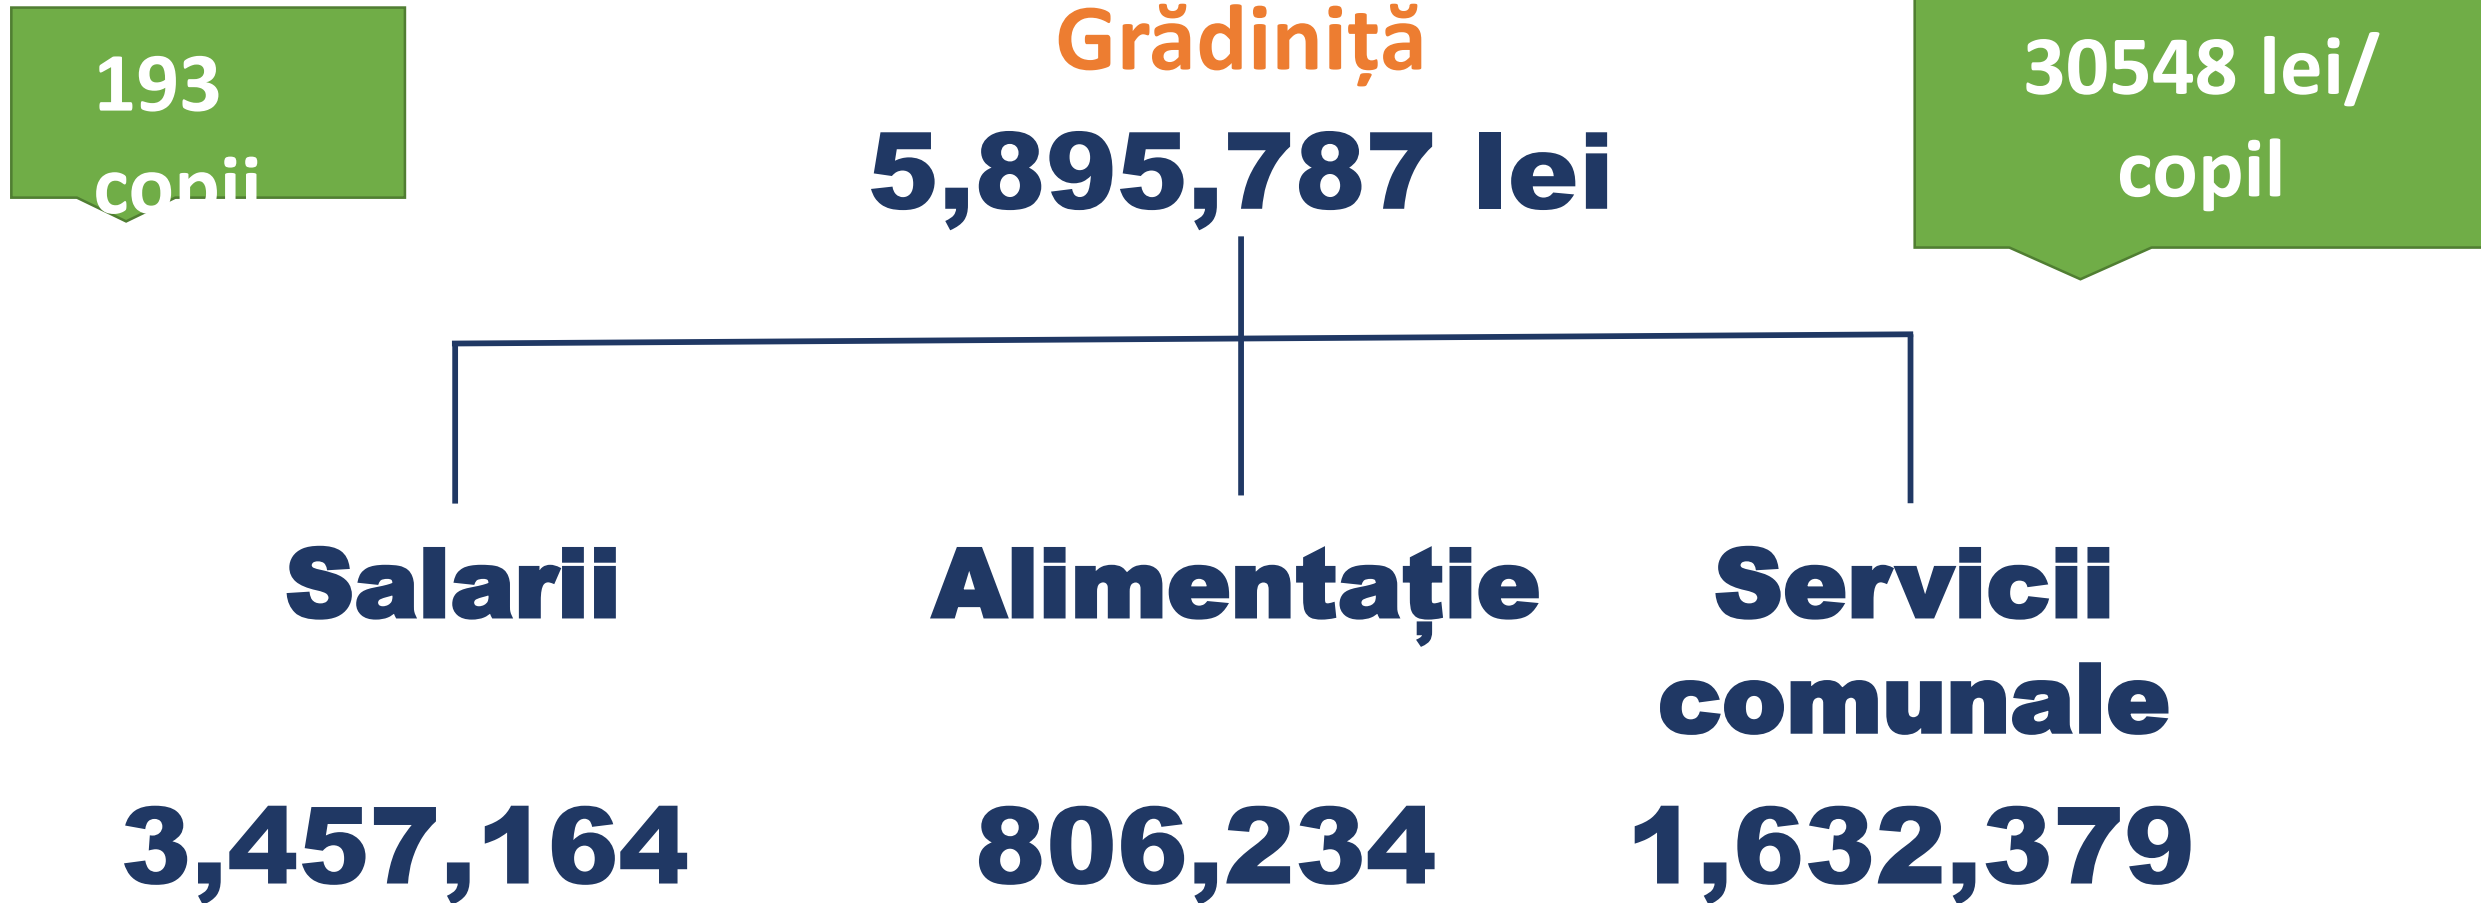 193
copii
Grădiniță
5,895,787 lei
30548 lei/
copil
Salarii
Alimentație
Servicii
comunale
3,457,164
806,234
1,632,379